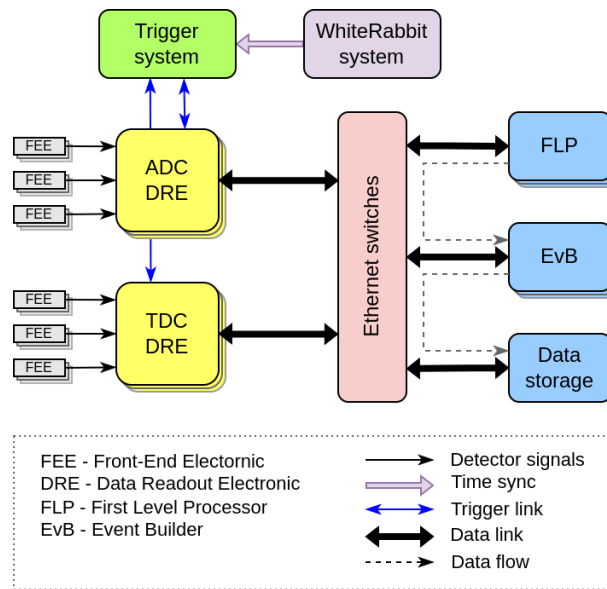 Trigger
system
WhiteRabbit
system
FEE
FEE
FEE
ADC
DRE
FEE
FEE
FEE
TDC
DRE
Ethernet switches
FLP
EvB
Data
storage
FEE - Front-End Electornic
DRE - Data Readout Electronic
FLP - First Level Processor
EvB - Event Builder
Detector signals
Time sync
Trigger link
Data link
Data flow